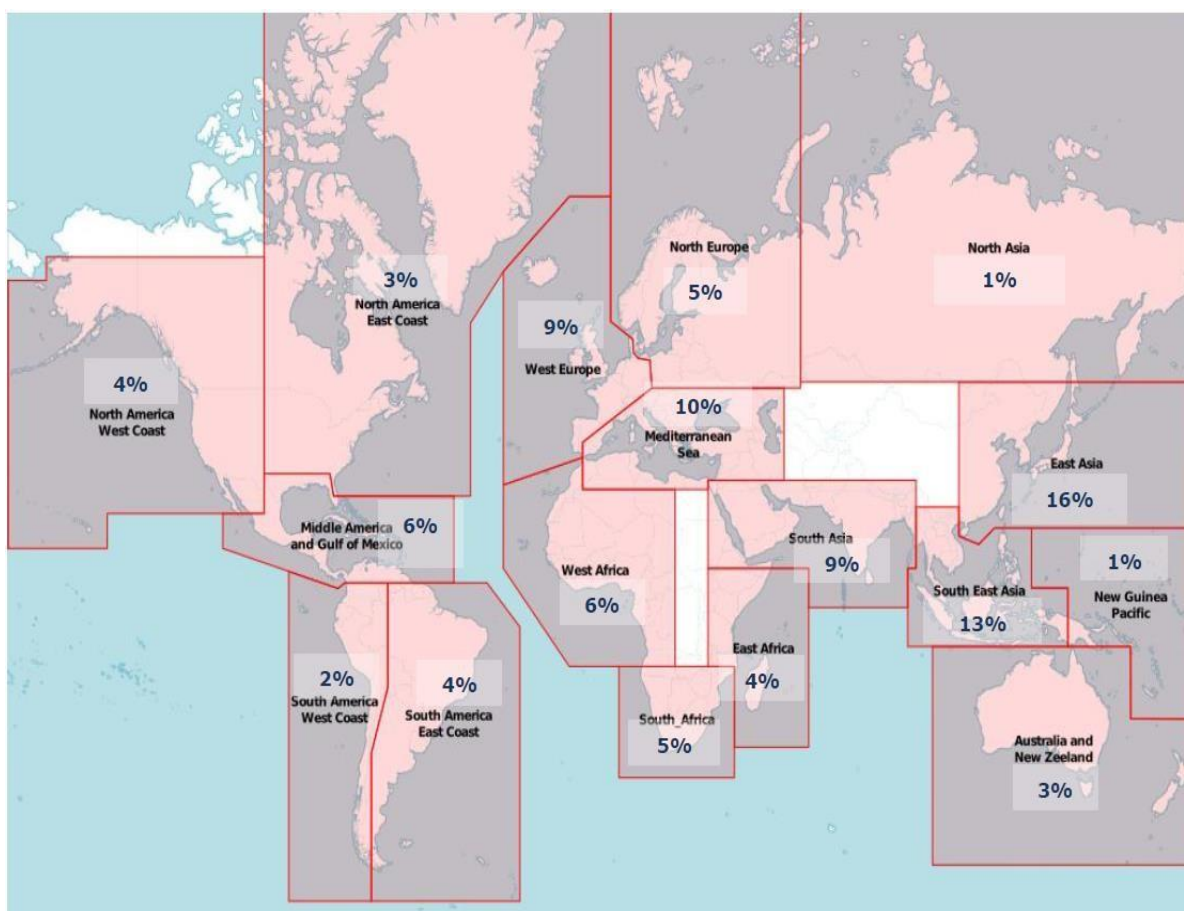 North Europe
5%
North Asia
1%
3%
North America
East Coast
9%
West Europe
4%
North America
West Coast
10%
Mediterranean
Sea
East Asia
16%
Middle America
and Gulf of Mexico
6%
South Asia
9%
West Africa
6%
1%
New Guinea
Pacific
South East Asia
13%
East Africa
4%
2%
South America
West Coast
4%
South America
East Coast
South_Africa
5%
Australia and
New Zeeland
3%